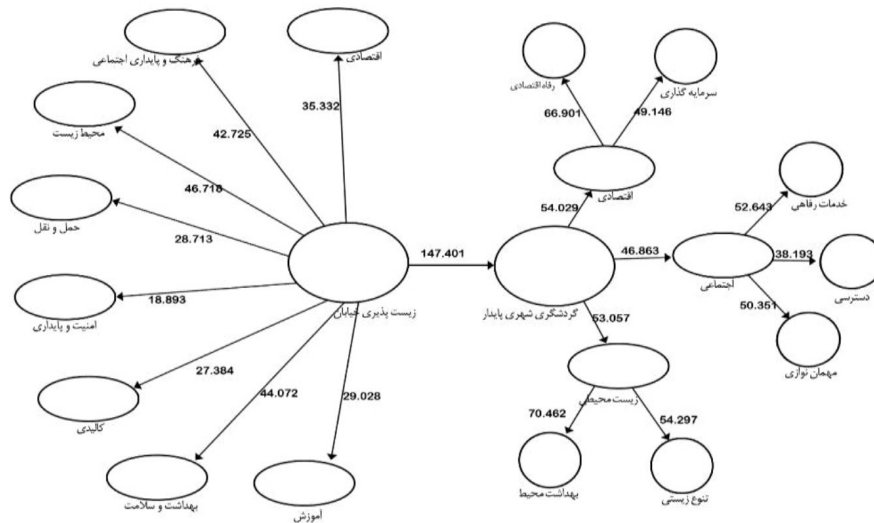 اقتصادی
فرهنگ و پایداری اجتماعی
35.332
42.725
محیط زیست
46.718
حمل و نقل
28.713
18.893
امنیت و پایداری
27.384
کالبدی
44.072
بهداشت و سلامت
29.028
آموزش
زیست پذیری خیابان
147.401
گردشگری شهری پایدار
54.029
اقتصادی
66.901
رفاه اقتصادی
49.146
سرمایه گذاری
46.863
اجتماعی
52.643
خدمات رفاهی
38.193
دسترسی
50.351
مهمان نوازی
53.057
زیست محیطی
70.462
بهداشت محیط
54.297
تنوع زیستی